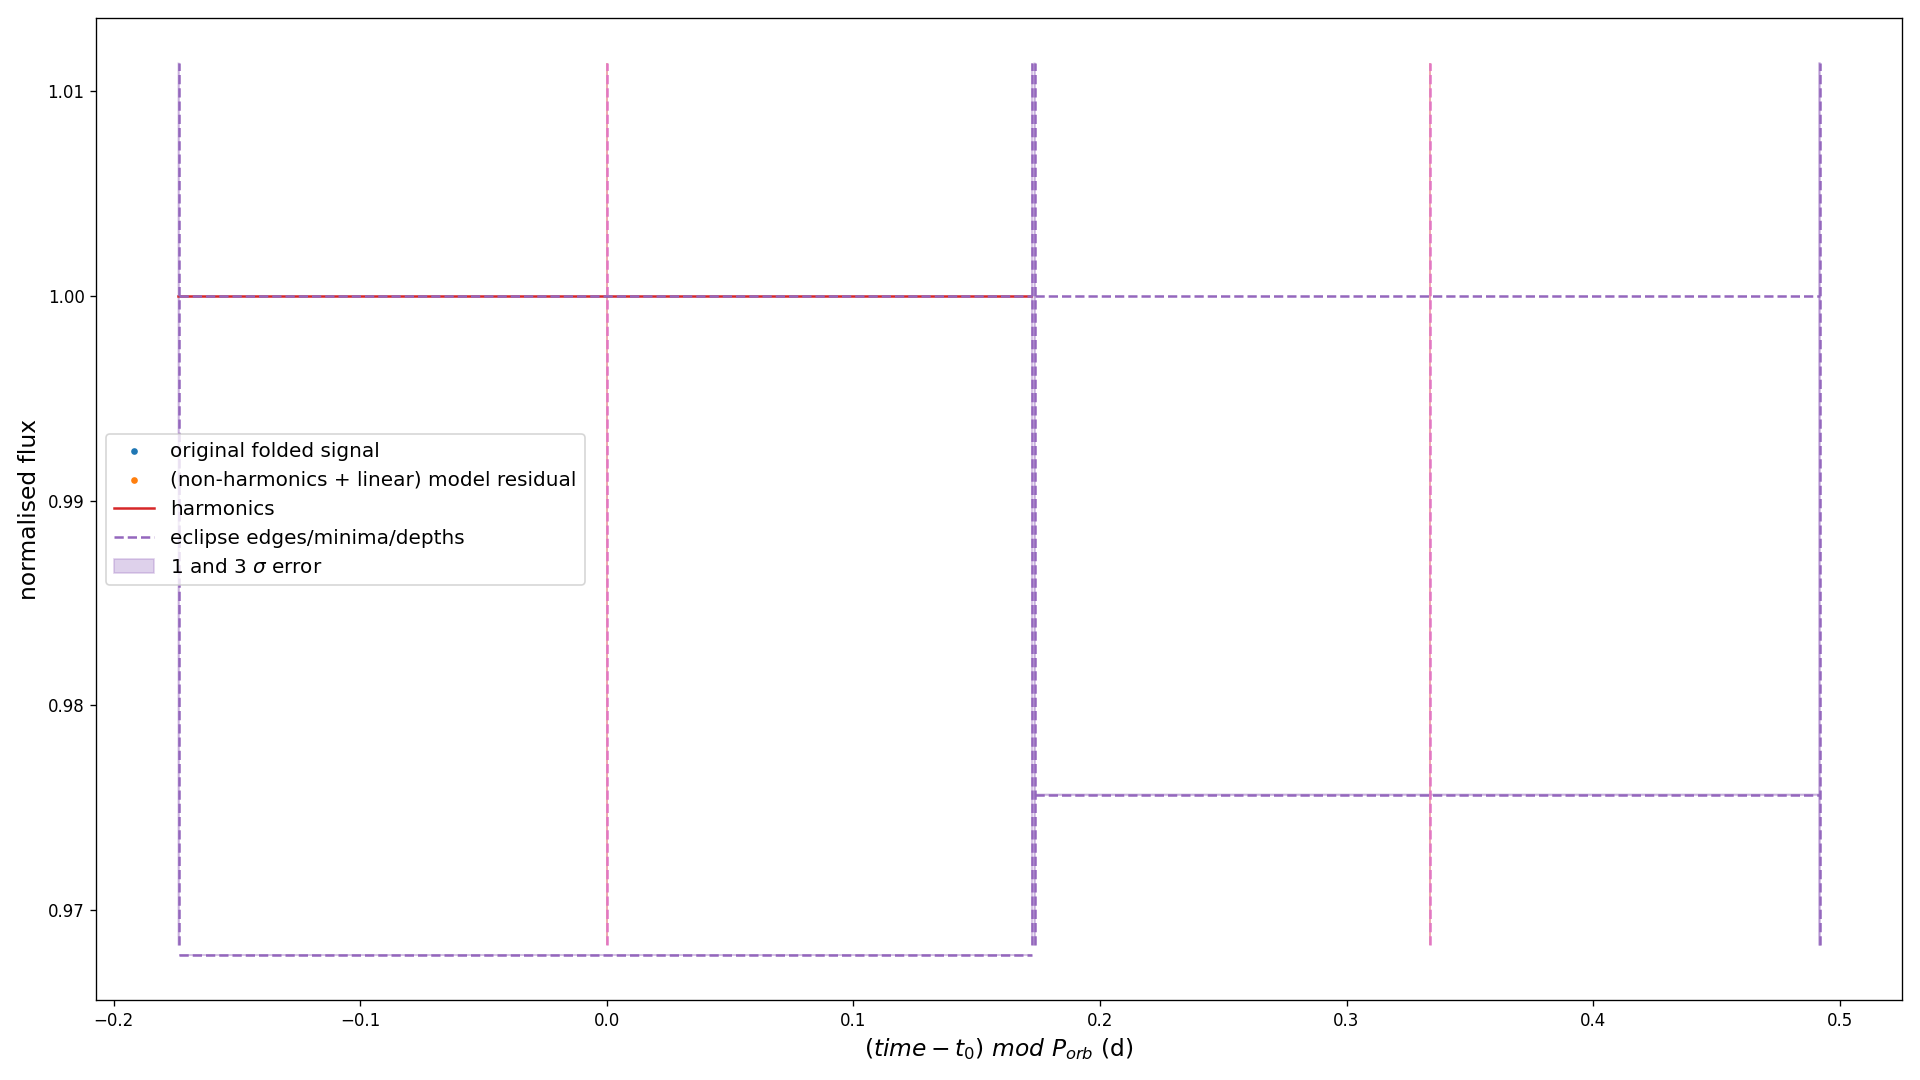 1.01
1.00
0.99
0.98
0.97
normalised flux
original folded signal
(non-harmonics + linear) model residual
harmonics
eclipse edges/minima/depths
1 and 3 σ error
−0.2 −0.1 0.0 0.1 0.2 0.3 0.4 0.5
(time − t₀) mod Pₒᵣb (d)